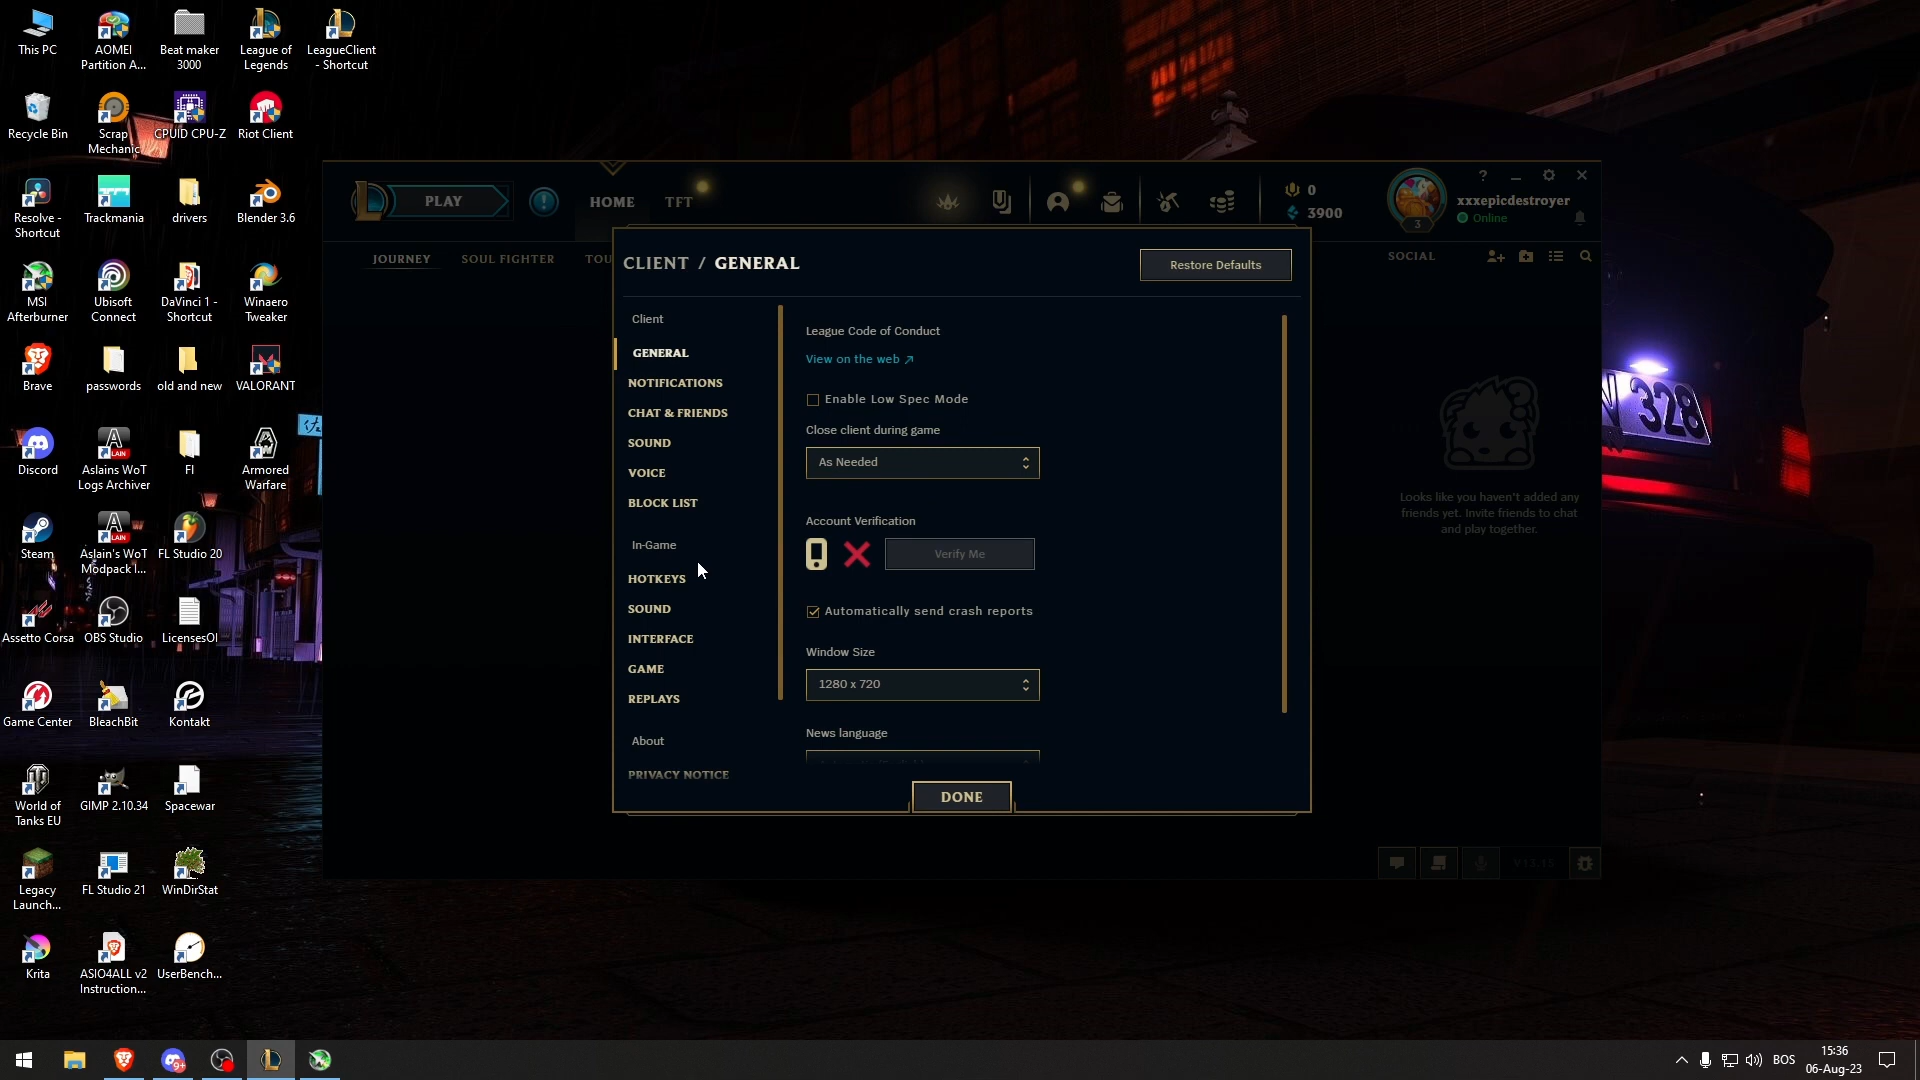 This PC
AOMEI
Partition A...
Beat maker
3000
League of
Legends
LeagueClient
- Shortcut
Recycle Bin
Scrap
Mechanic
CPUID CPU-Z
Riot Client
Resolve -
Shortcut
Trackmania
drivers
Blender 3.6
MSI
Afterburner
Ubisoft
Connect
DaVinci 1 -
Shortcut
Winaero
Tweaker
Brave
passwords
old and new
VALORANT
Discord
Aslains WoT
Logs Archiver
Fl
Armored
Warfare
Steam
Aslain's WoT
Modpack I...
FL Studio 20
Assetto Corsa
OBS Studio
LicensesOl
Game Center
BleachBit
Kontakt
World of
Tanks EU
GIMP 2.10.34
Spacewar
Legacy
Launch...
FL Studio 21
WinDirStat
Krita
ASIO4ALL v2
Instruction...
UserBench...
PLAY
HOME
TFT
0
3900
3
?
xxxepicdestroyer
Online
JOURNEY
SOUL FIGHTER
TOU
SOCIAL
CLIENT / GENERAL
Restore Defaults
Client
GENERAL
NOTIFICATIONS
CHAT & FRIENDS
SOUND
VOICE
BLOCK LIST
In-Game
HOTKEYS
SOUND
INTERFACE
GAME
REPLAYS
About
PRIVACY NOTICE
League Code of Conduct
View on the web ↗
Enable Low Spec Mode
Close client during game
As Needed
Account Verification
Verify Me
Automatically send crash reports
Window Size
1280 x 720
News language
DONE
Looks like you haven't added any
friends yet. Invite friends to chat
and play together.
328
V13.15
9+
BOS
15:36
06-Aug-23